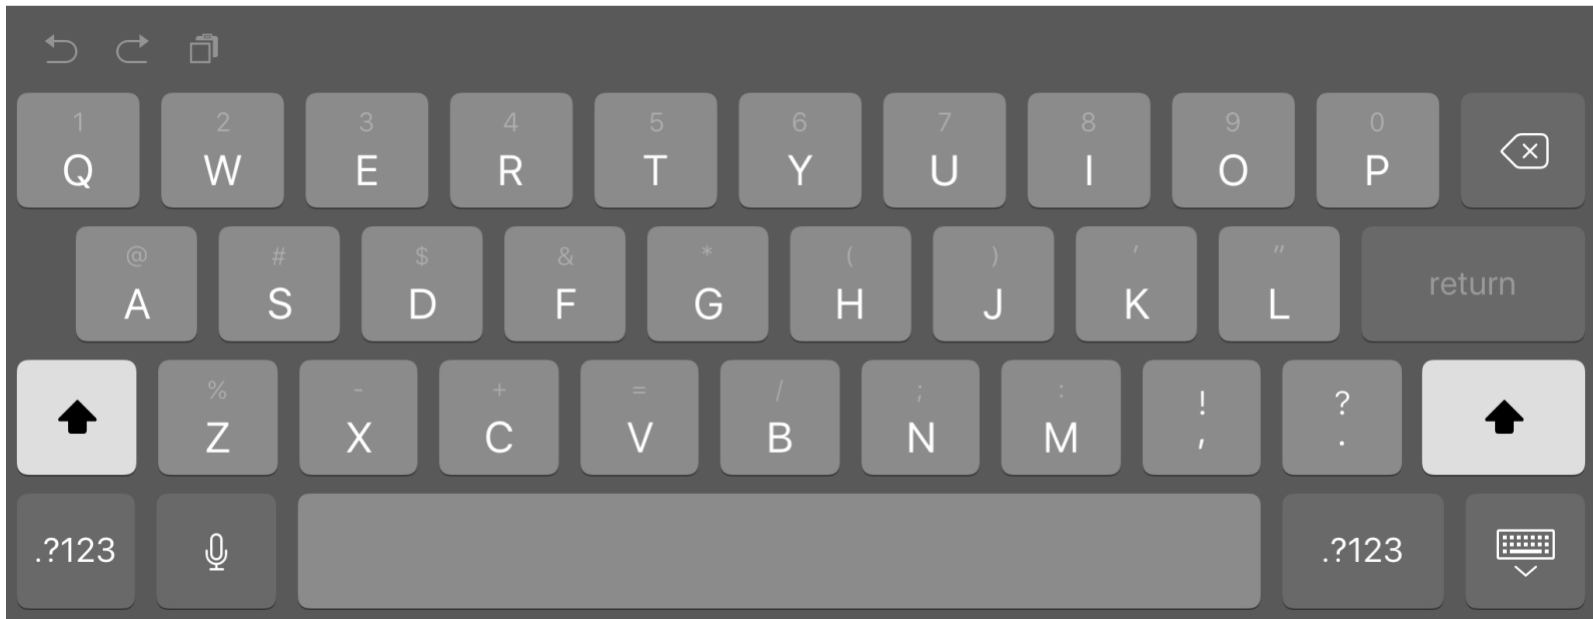 1 2 3 4 5 6 7 8 9 0
Q W E R T Y U I O P
@ # $ & * ( ) ' "
A S D F G H J K L return
% - + = / ; : ! ?
Z X C V B N M , .
.?123 .?123